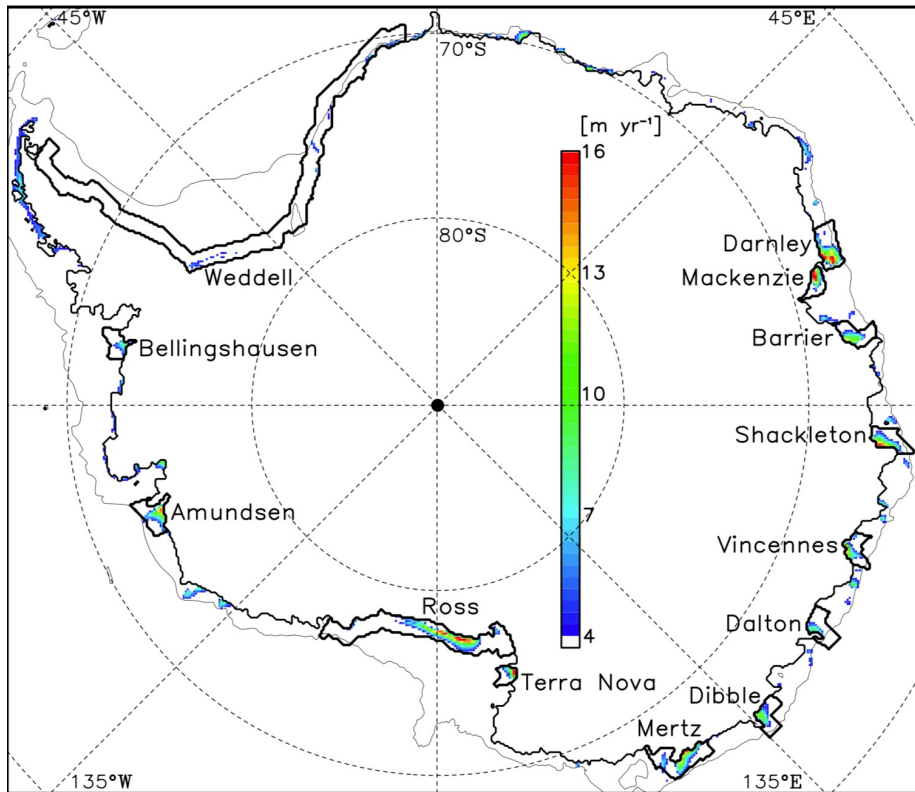 45°W
45°E
70°S
[m yr⁻¹]
16
80°S
Darnley
Weddell
13
Mackenzie
Barrier
Bellingshausen
10
Shackleton
Amundsen
7
Vincennes
Ross
4
Dalton
Terra Nova
Dibble
Mertz
135°W
135°E